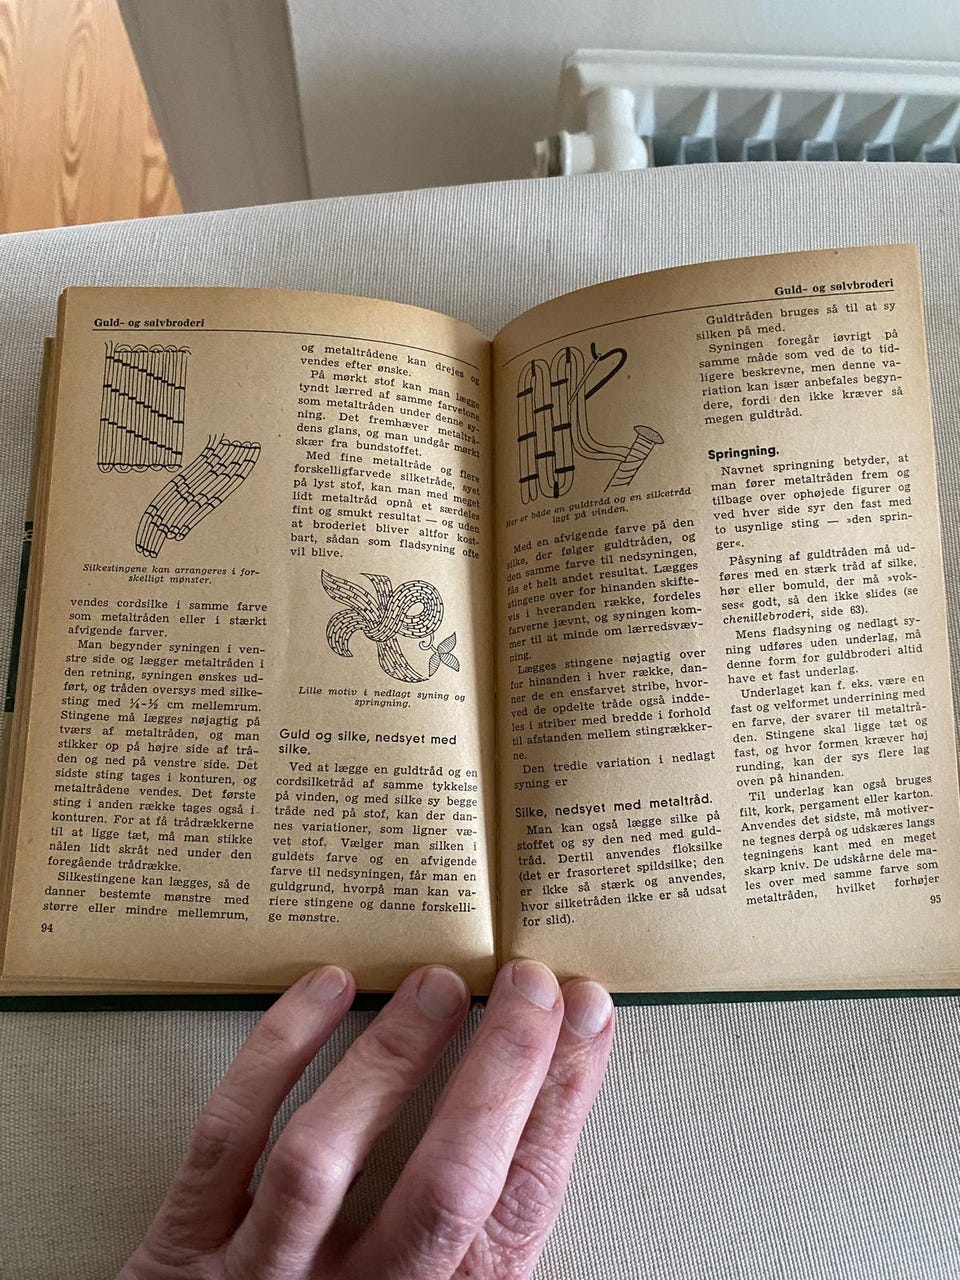 Guld- og sølvbroderi
Silkestingene kan arrangeres i for-
skelligt mønster.
vendes cordsilke i samme farve
som metaltråden eller i stærkt
afvigende farver.
Man begynder syningen i ven-
stre side og lægger metaltråden i
den retning, syningen ønskes ud-
ført, og tråden oversys med silke-
sting med ¼-½ cm mellemrum.
Stingene må lægges nøjagtig på
tværs af metaltråden, og man
stikker op på højre side af trå-
den og ned på venstre side. Det
sidste sting tages i konturen, og
metaltrådene vendes. Det første
sting i anden række tages også i
konturen. For at få trådrækkerne
til at ligge tæt, må man stikke
nålen lidt skråt ned under den
foregående trådrække.
Silkestingene kan lægges, så de
danner bestemte mønstre med
større eller mindre mellemrum,
94
og metaltrådene kan drejes og
vendes efter ønske.
På mørkt stof kan man lægge
tyndt lærred af samme farvetone
som metaltråden under denne sy-
ning. Det fremhæver metaltrå-
dens glans, og man undgår mørkt
skær fra bundstoffet.
Med fine metaltråde og flere
forskelligfarvede silketråde, syet
på lyst stof, kan man med meget
lidt metaltråd opnå et særdeles
fint og smukt resultat — og uden
at broderiet bliver altfor kost-
bart, sådan som fladsyning ofte
vil blive.
Lille motiv i nedlagt syning og
springning.
Guld og silke, nedsyet med
silke.
Ved at lægge en guldtråd og en
cordsilketråd af samme tykkelse
på vinden, og med silke sy begge
tråde ned på stof, kan der dan-
nes variationer, som ligner væ-
vet stof. Vælger man silken i
guldets farve og en afvigende
farve til nedsyningen, får man en
guldgrund, hvorpå man kan va-
riere stingene og danne forskelli-
ge mønstre.
Guld- og sølvbroderi
Her er både en guldtråd og en silketråd
lagt på vinden.
Med en afvigende farve på den
silke, der følger guldtråden, og
den samme farve til nedsyningen,
fås et helt andet resultat. Lægges
stingene over for hinanden skifte-
vis i hveranden række, fordeles
farverne jævnt, og syningen kom-
mer til at minde om lærredsvæv-
ning.
Lægges stingene nøjagtig over
for hinanden i hver række, dan-
ner de en ensfarvet stribe, hvor-
ved de opdelte tråde også indde-
les i striber med bredde i forhold
til afstanden mellem stingrækker-
ne.
Den tredie variation i nedlagt
syning er
Silke, nedsyet med metaltråd.
Man kan også lægge silke på
stoffet og sy den ned med guld-
tråd. Dertil anvendes floksilke
(det er frasorteret spildsilke; den
er ikke så stærk og anvendes,
hvor silketråden ikke er så udsat
for slid).
Guldtråden bruges så til at sy
silken på med.
Syningen foregår iøvrigt på
samme måde som ved de to tid-
ligere beskrevne, men denne va-
riation kan især anbefales begyn-
dere, fordi den ikke kræver så
megen guldtråd.
Springning.
Navnet springning betyder, at
man fører metaltråden frem og
tilbage over ophøjede figurer og
ved hver side syr den fast med
to usynlige sting — »den sprin-
ger«.
Påsyning af guldtråden må ud-
føres med en stærk tråd af silke,
hør eller bomuld, der må »vok-
ses« godt, så den ikke slides (se
chenillebroderi, side 63).
Mens fladsyning og nedlagt sy-
ning udføres uden underlag, må
denne form for guldbroderi altid
have et fast underlag.
Underlaget kan f. eks. være en
fast og velformet underrining med
en farve, der svarer til metaltrå-
den. Stingene skal ligge tæt og
fast, og hvor formen kræver høj
runding, kan der sys flere lag
oven på hinanden.
Til underlag kan også bruges
filt, kork, pergament eller karton.
Anvendes det sidste, må motiver-
ne tegnes derpå og udskæres langs
tegningens kant med en meget
skarp kniv. De udskårne dele ma-
les over med samme farve som
metaltråden, hvilket forhøjer
95